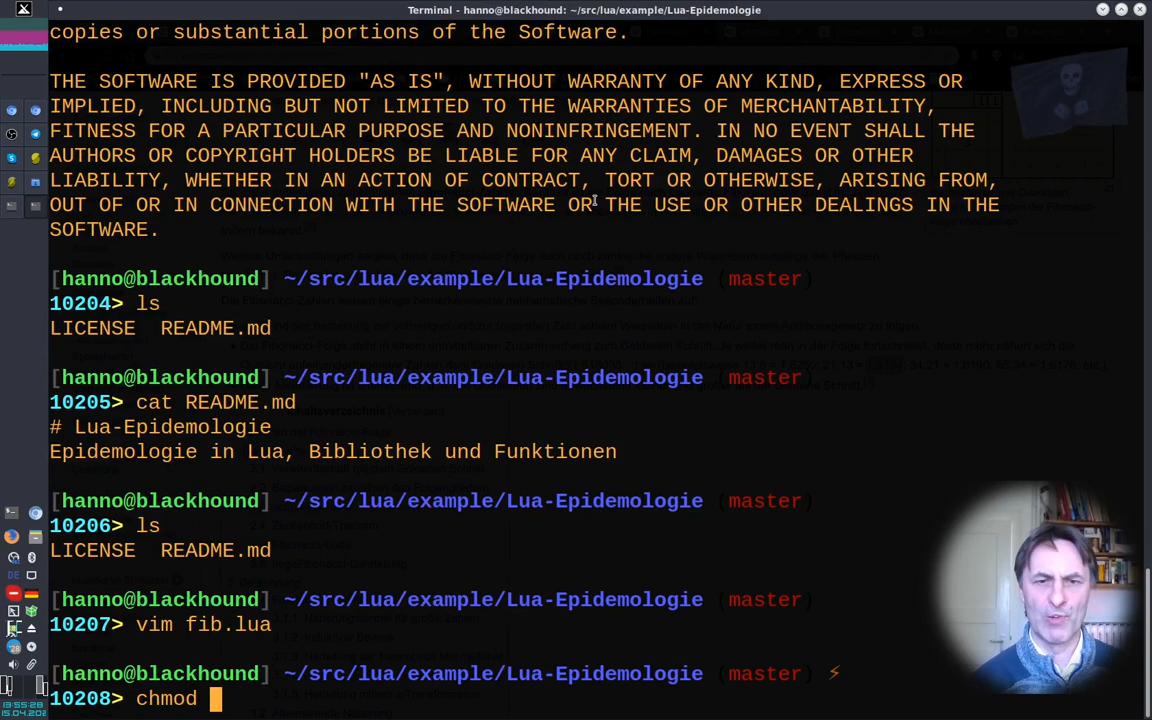 Terminal - hanno@blackhound: ~/src/lua/example/Lua-Epidemologie
copies or substantial portions of the Software.
THE SOFTWARE IS PROVIDED "AS IS", WITHOUT WARRANTY OF ANY KIND, EXPRESS OR
IMPLIED, INCLUDING BUT NOT LIMITED TO THE WARRANTIES OF MERCHANTABILITY,
FITNESS FOR A PARTICULAR PURPOSE AND NONINFRINGEMENT. IN NO EVENT SHALL THE
AUTHORS OR COPYRIGHT HOLDERS BE LIABLE FOR ANY CLAIM, DAMAGES OR OTHER
LIABILITY, WHETHER IN AN ACTION OF CONTRACT, TORT OR OTHERWISE, ARISING FROM,
OUT OF OR IN CONNECTION WITH THE SOFTWARE OR THE USE OR OTHER DEALINGS IN THE
SOFTWARE.
[hanno@blackhound] ~/src/lua/example/Lua-Epidemologie (master)
10204> ls
LICENSE  README.md
[hanno@blackhound] ~/src/lua/example/Lua-Epidemologie (master)
10205> cat README.md
# Lua-Epidemologie
Epidemologie in Lua, Bibliothek und Funktionen
[hanno@blackhound] ~/src/lua/example/Lua-Epidemologie (master)
10206> ls
LICENSE  README.md
[hanno@blackhound] ~/src/lua/example/Lua-Epidemologie (master)
10207> vim fib.lua
[hanno@blackhound] ~/src/lua/example/Lua-Epidemologie (master) ⚡
10208> chmod
DE
28
13:55:28